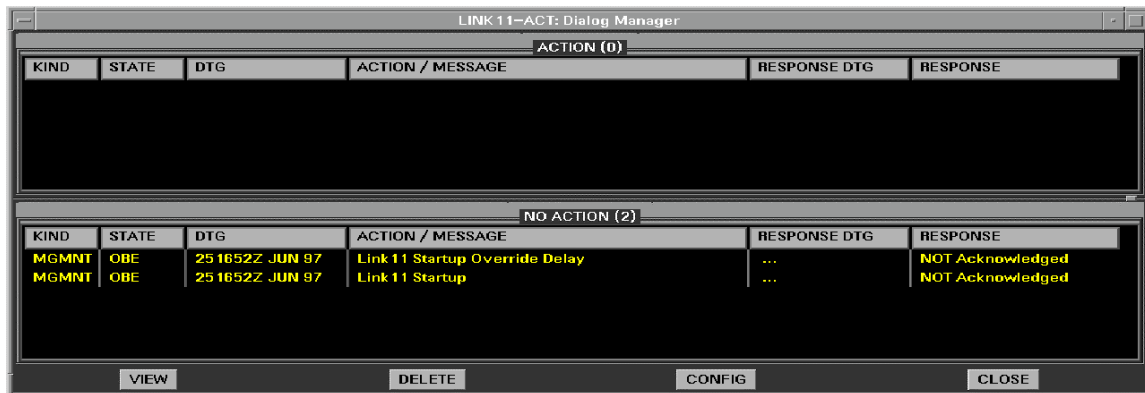 LINK11-ACT: Dialog Manager
ACTION (0)
KIND STATE DTG ACTION / MESSAGE RESPONSE DTG RESPONSE
NO ACTION (2)
KIND STATE DTG ACTION / MESSAGE RESPONSE DTG RESPONSE
MGMNT OBE 251652Z JUN 97 Link11 Startup Override Delay ... NOT Acknowledged
MGMNT OBE 251652Z JUN 97 Link11 Startup ... NOT Acknowledged
VIEW DELETE CONFIG CLOSE